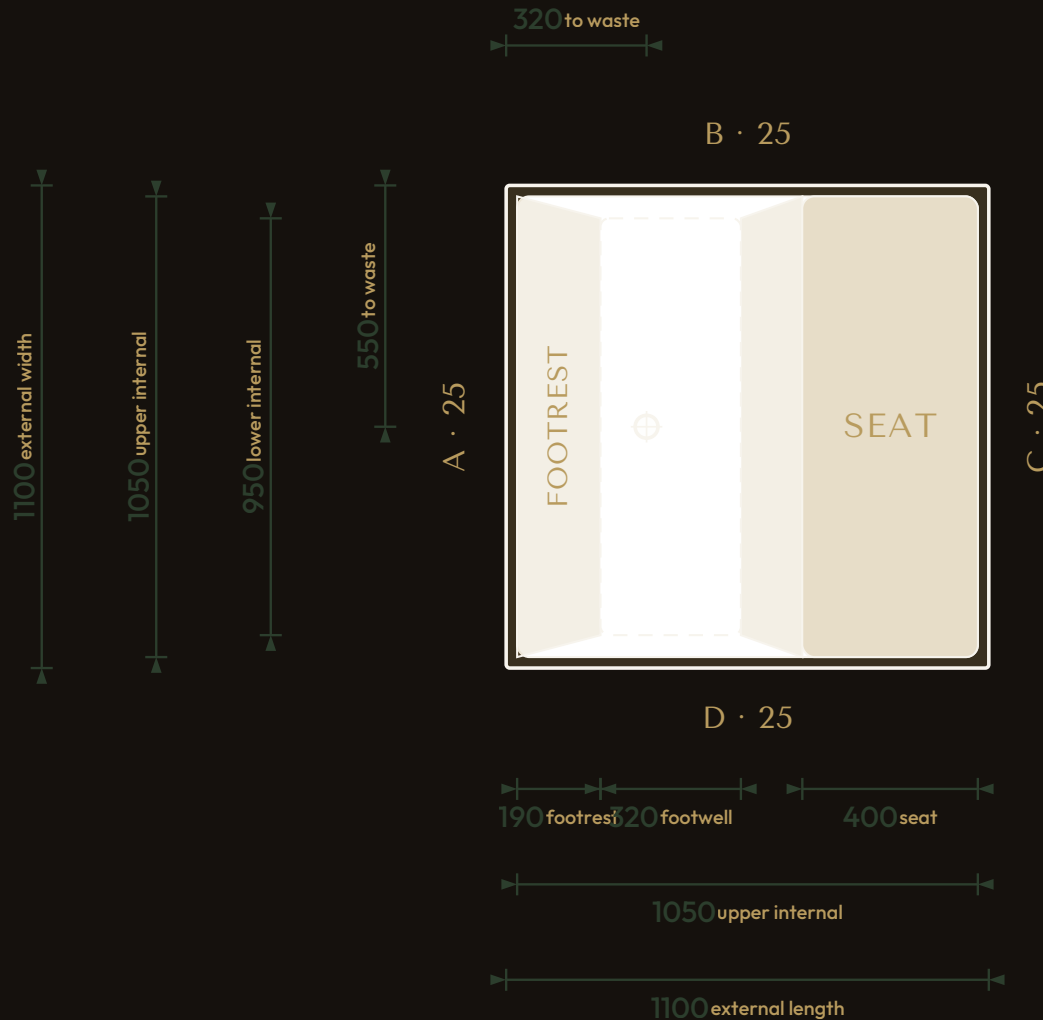 320 to waste
B · 25
1100 external width
1050 upper internal
950 lower internal
550 to waste
A · 25
FOOTREST
SEAT
C · 25
D · 25
190 footrest
320 footwell
400 seat
1050 upper internal
1100 external length